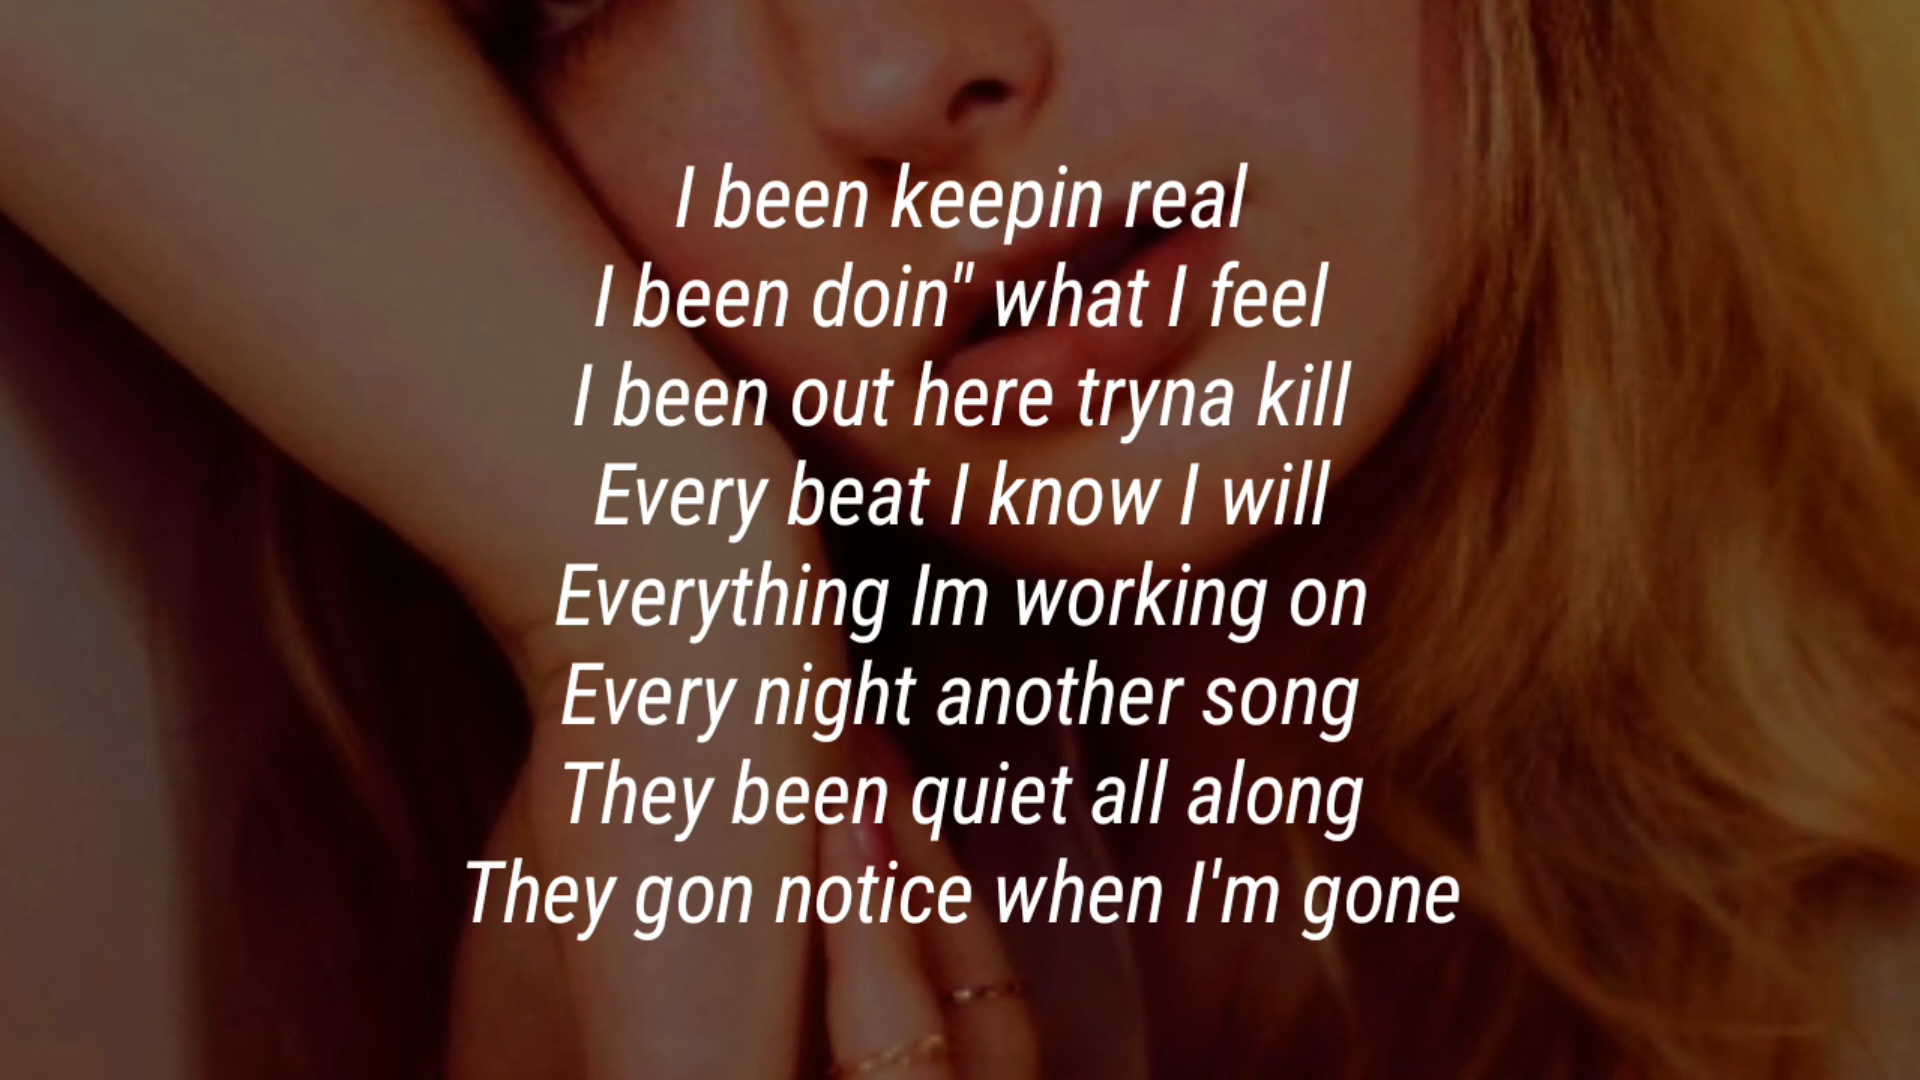 I been keepin real
I been doin" what I feel
I been out here tryna kill
Every beat I know I will
Everything Im working on
Every night another song
They been quiet all along
They gon notice when I'm gone